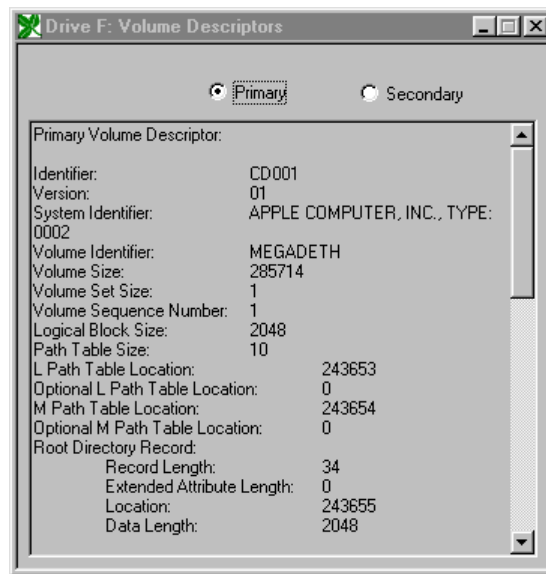 Drive F: Volume Descriptors
Primary Secondary
Primary Volume Descriptor:
Identifier: CD001
Version: 01
System Identifier: APPLE COMPUTER, INC., TYPE:
0002
Volume Identifier: MEGADETH
Volume Size: 285714
Volume Set Size: 1
Volume Sequence Number: 1
Logical Block Size: 2048
Path Table Size: 10
L Path Table Location: 243653
Optional L Path Table Location: 0
M Path Table Location: 243654
Optional M Path Table Location: 0
Root Directory Record:
Record Length: 34
Extended Attribute Length: 0
Location: 243655
Data Length: 2048